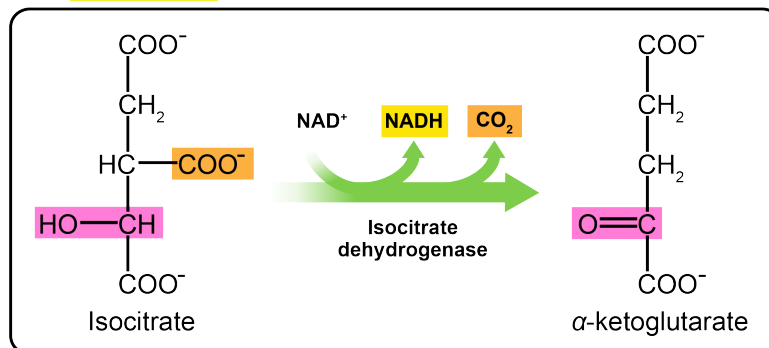 COO⁻
CH₂
HC—COO⁻
HO—CH
COO⁻
Isocitrate
NAD⁺
NADH
CO₂
Isocitrate
dehydrogenase
COO⁻
CH₂
CH₂
O=C
COO⁻
α-ketoglutarate